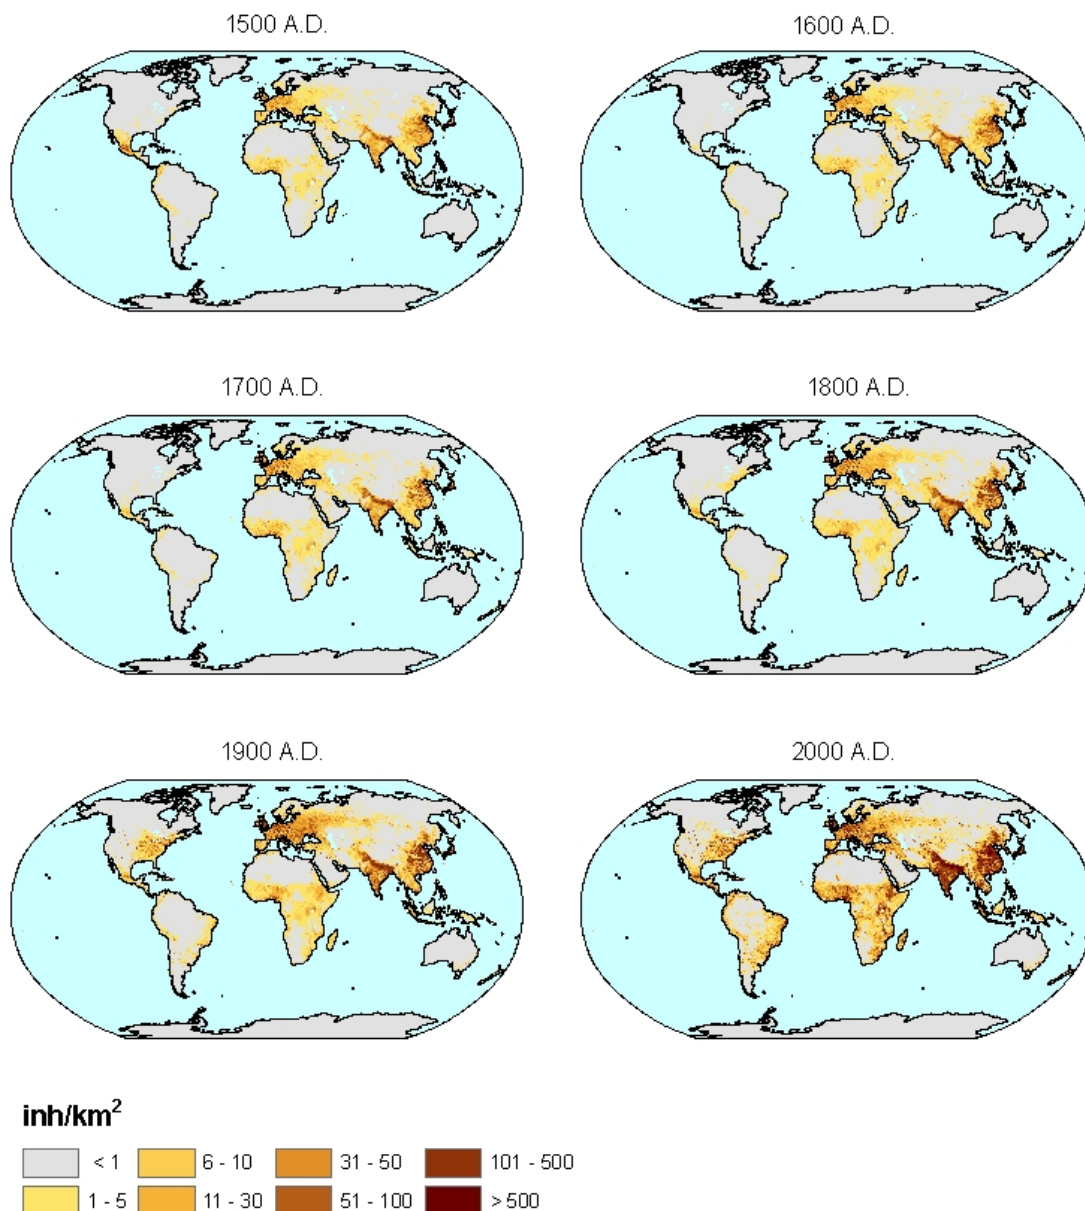 1500 A.D.
1600 A.D.
1700 A.D.
1800 A.D.
1900 A.D.
2000 A.D.
inh/km²
< 1
6 - 10
31 - 50
101 - 500
1 - 5
11 - 30
51 - 100
> 500